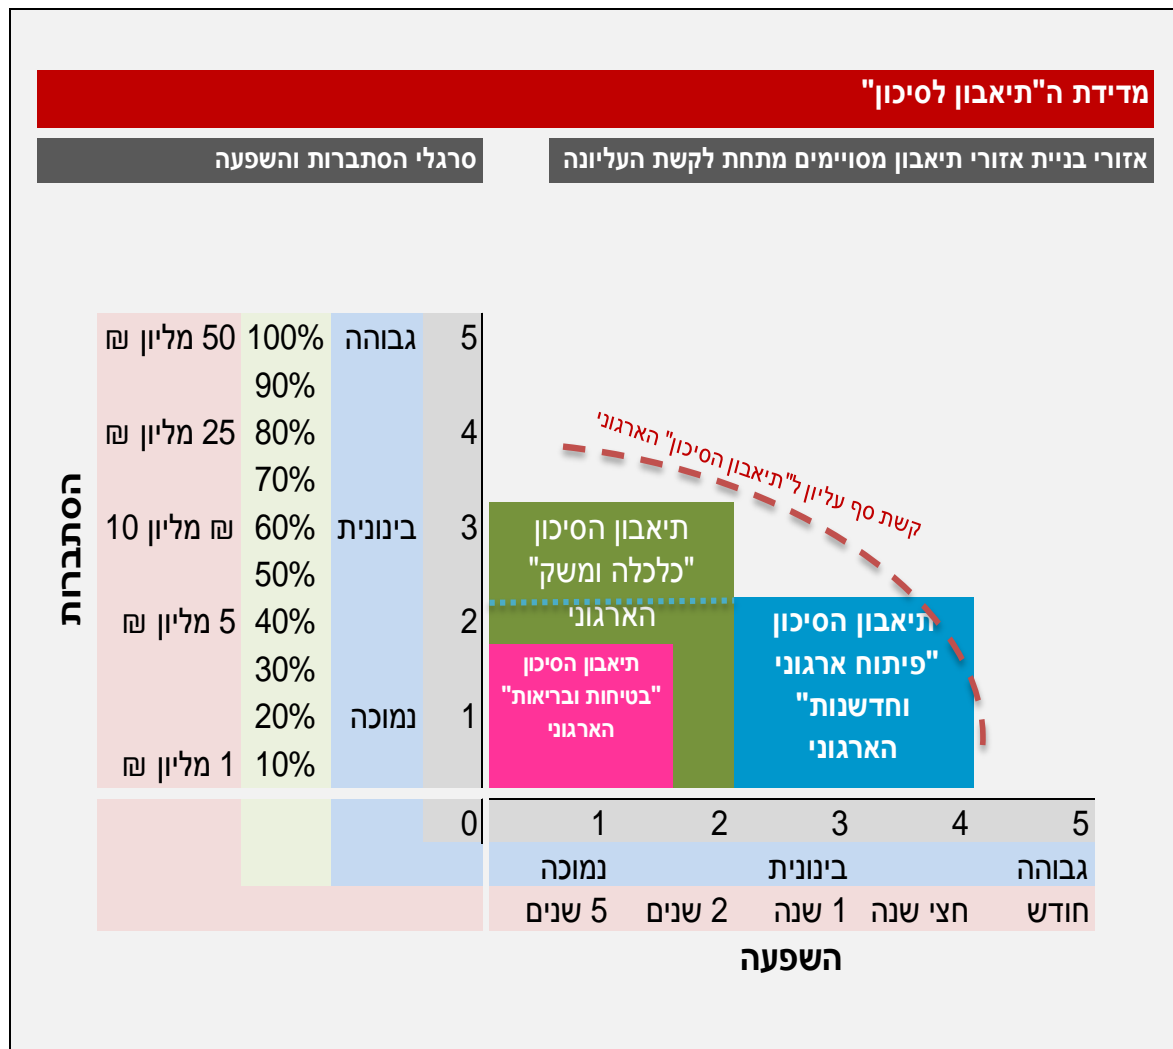 מדידת ה"תיאבון לסיכון"
אזורי בניית אזורי תיאבון מסויימים מתחת לקשת העליונה
סרגלי הסתברות והשפעה
קשת סף עליון ל"תיאבון הסיכון" הארגוני
הסתברות
5 גבוהה 100% 50 מליון ₪
90%
4 80% 25 מליון ₪
70%
3 בינונית 60% ₪ מליון 10
50%
2 40% 5 מליון ₪
30%
1 נמוכה 20%
10% 1 מליון ₪
0
תיאבון הסיכון
"כלכלה ומשק"
הארגוני
תיאבון הסיכון
"בטיחות ובריאות"
הארגוני
תיאבון הסיכון
"פיתוח ארגוני
וחדשנות"
הארגוני
1 2 3 4 5
נמוכה בינונית גבוהה
5 שנים 2 שנים 1 שנה חצי שנה חודש
השפעה